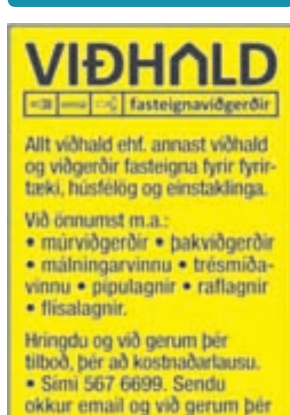 VIÐHALD
fasteignaviðgerðir
Allt viðhald ehf. annast viðhald
og viðgerðir fasteigna fyrir fyrir-
tæki, húsfélög og einstaklinga.
Við önnumst m.a.:
• múrviðgerðir • þakviðgerðir
• málningarvinnu • trésmíða-
vinnu • pípulagnir • raflagnir
• flísalagnir.
Hringdu og við gerum þér
tilboð, þér að kostnaðarlausu.
• Sími 567 6699. Sendu
okkur email og við gerum þér